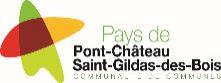 Pays de
Pont-Château
Saint-Gildas-des-Bois
COMMUNAUTÉ DE COMMUNES